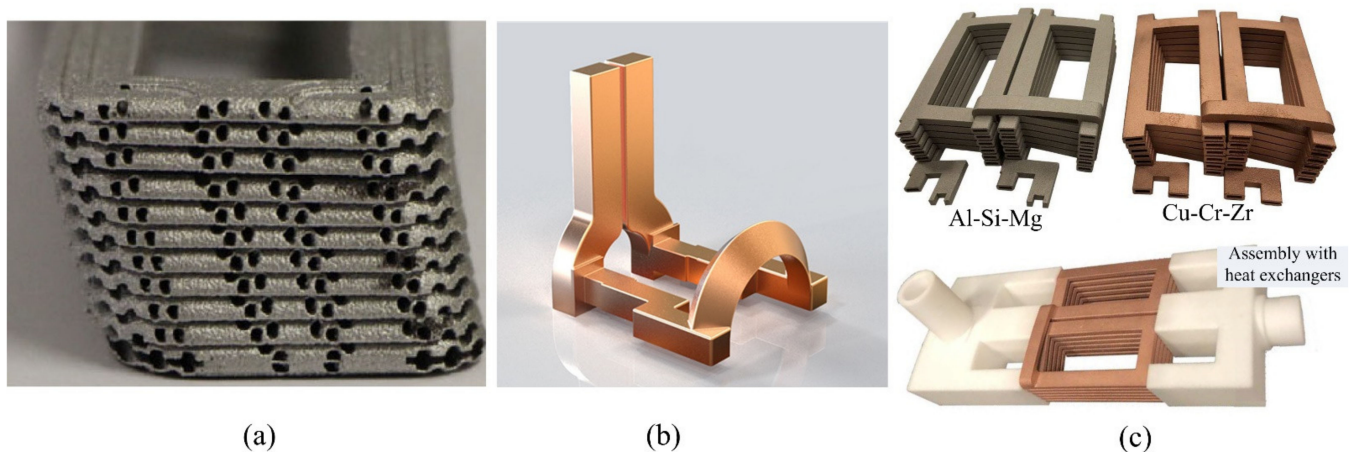 Al-Si-Mg
Cu-Cr-Zr
Assembly with
heat exchangers
(a)
(b)
(c)